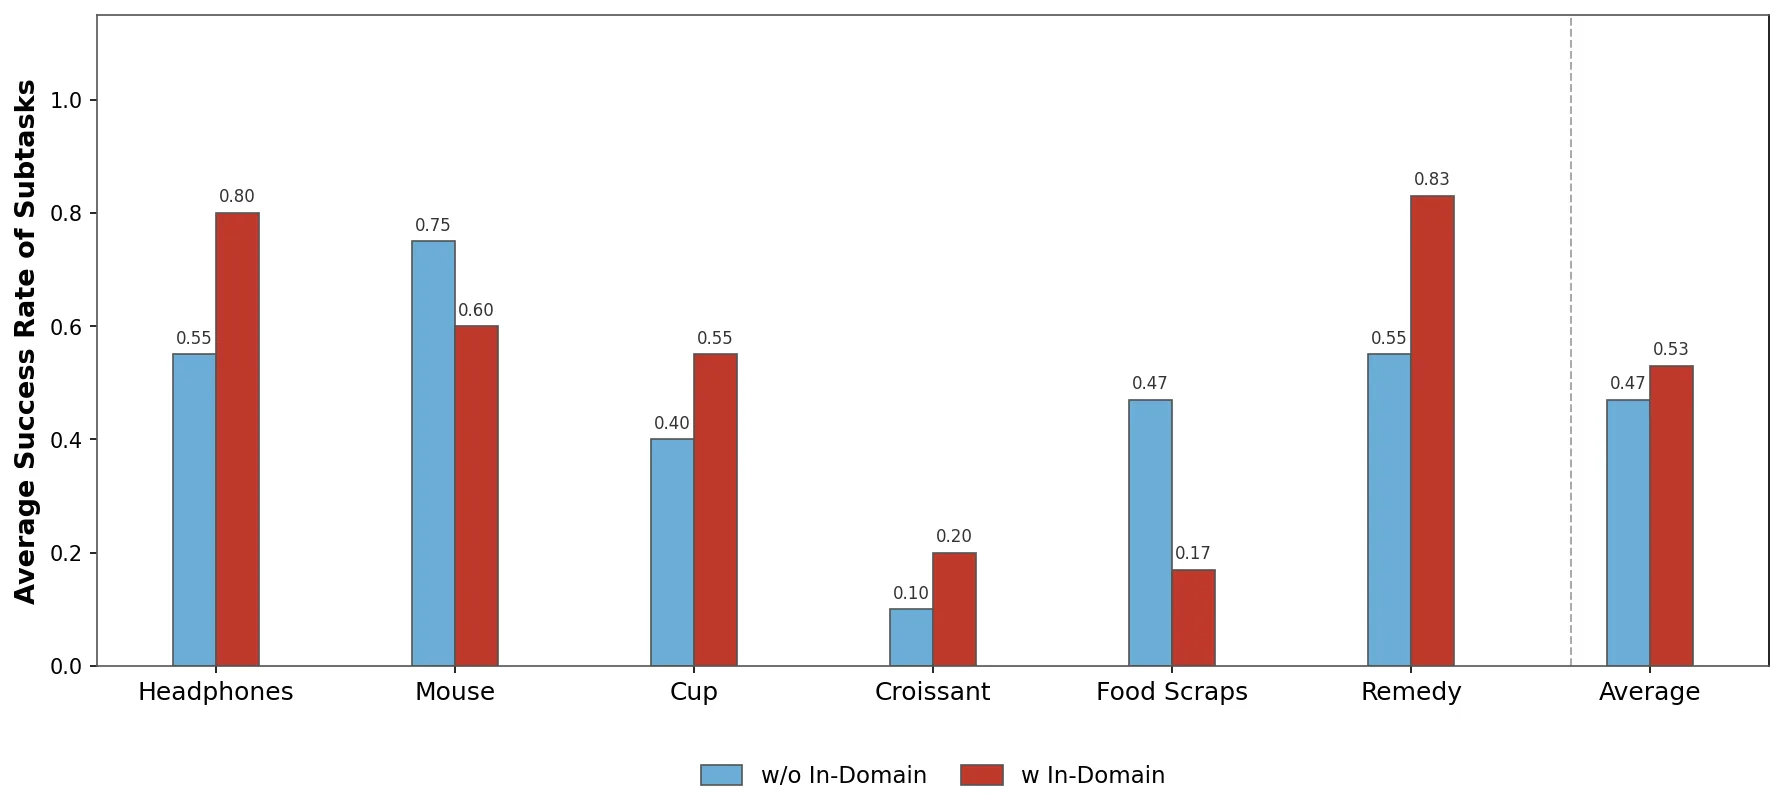 Average Success Rate of Subtasks
1.0
0.8
0.6
0.4
0.2
0.0
0.55
0.80
0.75
0.60
0.40
0.55
0.10
0.20
0.47
0.17
0.55
0.83
0.47
0.53
Headphones
Mouse
Cup
Croissant
Food Scraps
Remedy
Average
w/o In-Domain
w In-Domain